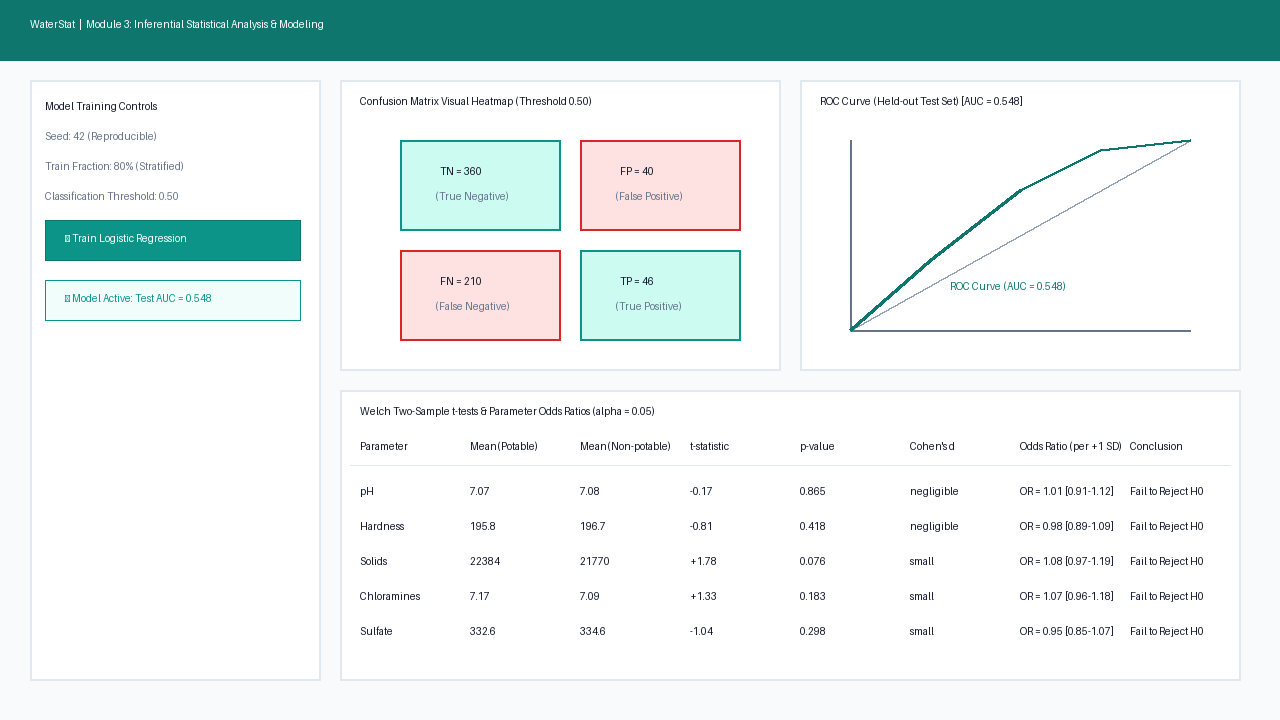 WaterStat | Module 3: Inferential Statistical Analysis & Modeling
Model Training Controls
Seed: 42 (Reproducible)
Train Fraction: 80% (Stratified)
Classification Threshold: 0.50
Train Logistic Regression
Model Active: Test AUC = 0.548
Confusion Matrix Visual Heatmap (Threshold 0.50)
TN = 360
(True Negative)
FP = 40
(False Positive)
FN = 210
(False Negative)
TP = 46
(True Positive)
ROC Curve (Held-out Test Set) [AUC = 0.548]
ROC Curve (AUC = 0.548)
Welch Two-Sample t-tests & Parameter Odds Ratios (alpha = 0.05)
Parameter Mean (Potable) Mean (Non-potable) t-statistic p-value Cohen's d Odds Ratio (per +1 SD) Conclusion
pH 7.07 7.08 -0.17 0.865 negligible OR = 1.01 [0.91-1.12] Fail to Reject H0
Hardness 195.8 196.7 -0.81 0.418 negligible OR = 0.98 [0.89-1.09] Fail to Reject H0
Solids 22384 21770 +1.78 0.076 small OR = 1.08 [0.97-1.19] Fail to Reject H0
Chloramines 7.17 7.09 +1.33 0.183 small OR = 1.07 [0.96-1.18] Fail to Reject H0
Sulfate 332.6 334.6 -1.04 0.298 small OR = 0.95 [0.85-1.07] Fail to Reject H0